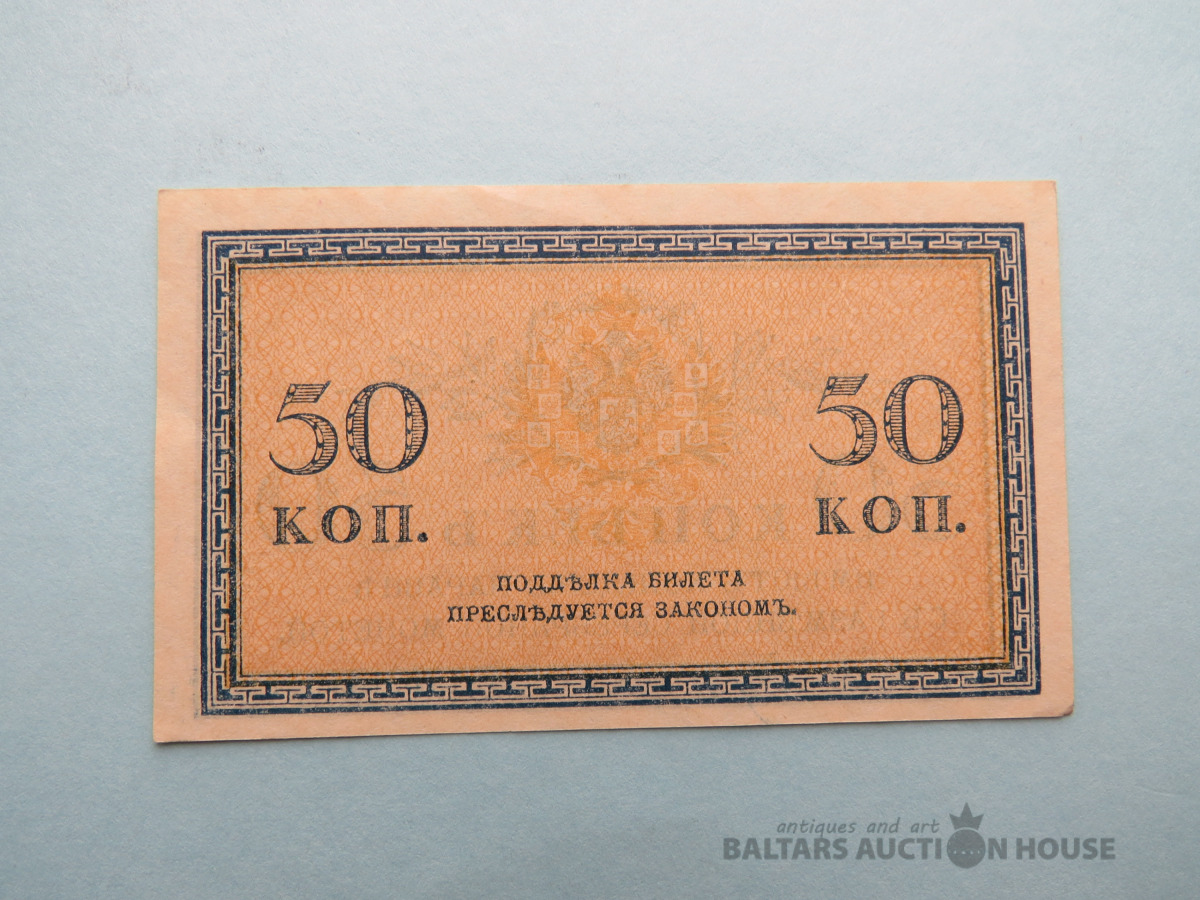 50
КОП.
50
КОП.
ПОДДѢЛКА БИЛЕТА
ПРЕСЛѢДУЕТСЯ ЗАКОНОМЪ.
antiques and art
BALTARS AUCTION HOUSE